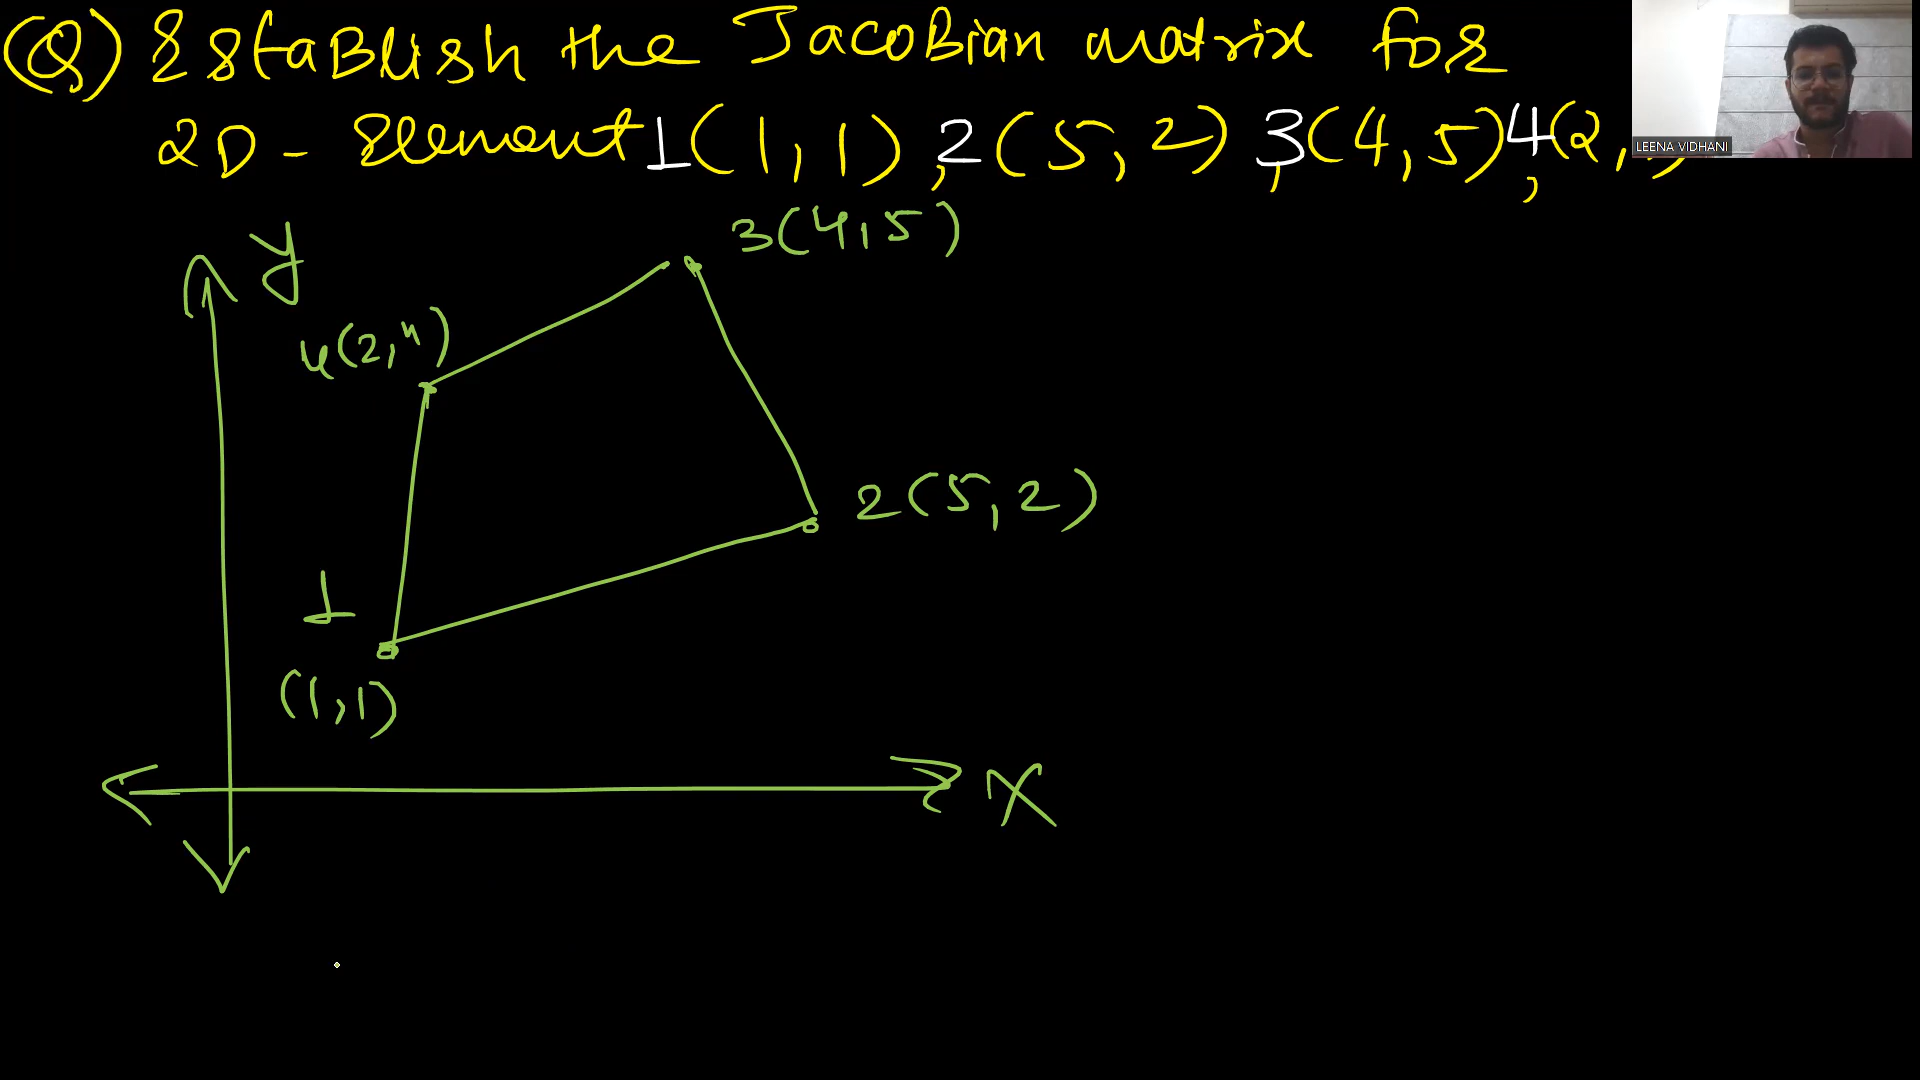 (Q) Establish the Jacobian matrix for
2D - Element 1(1,1), 2(5,2), 3(4,5), 4(2,
LEENA VIDHANI
3(4,5)
y
4(2,4)
2(5,2)
1
(1,1)
X